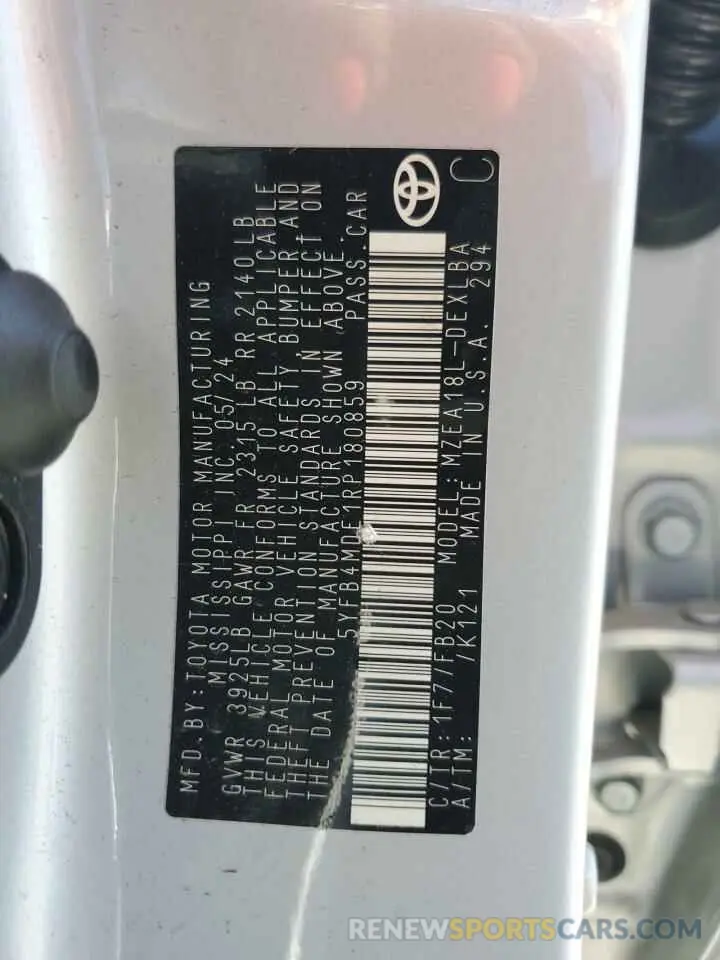 MFD. BY: TOYOTA MOTOR MANUFACTURING
MISSISSIPPI INC. 05/24
GVWR 3925LB GAWR FR 2315 LB RR 2140LB
THIS VEHICLE CONFORMS TO ALL APPLICABLE
FEDERAL MOTOR VEHICLE SAFETY, BUMPER, AND
THEFT PREVENTION STANDARDS IN EFFECT ON
THE DATE OF MANUFACTURE SHOWN ABOVE.
5YFB4MDE1RP180859 PASS. CAR
C/TR: 1F7/FB20 MODEL: MZEA18L-DEXLBA
A/TM: /K121 MADE IN U.S.A. 294
C
RENEWSPORTSCARS.COM